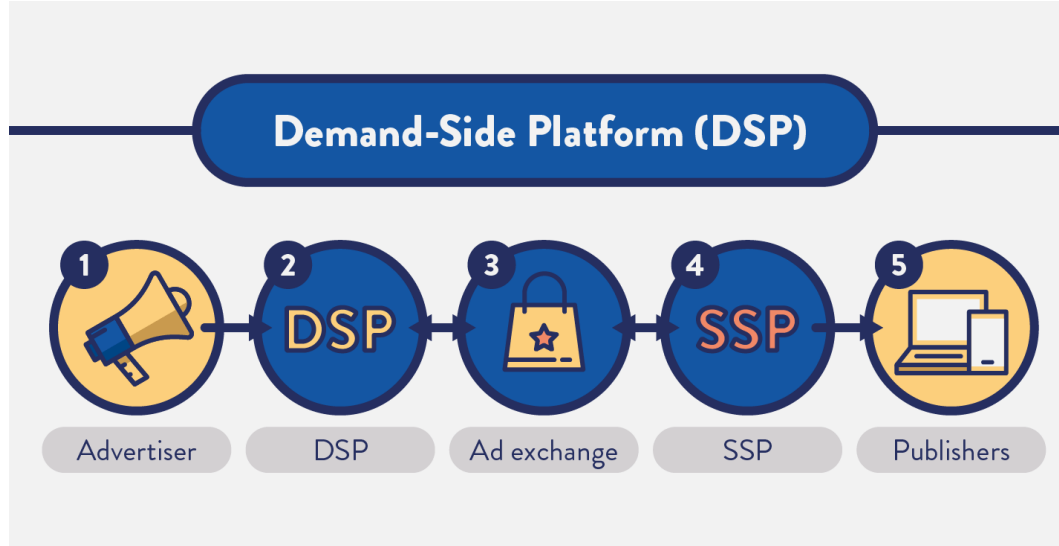 Demand-Side Platform (DSP)
1
2
3
4
5
DSP
SSP
Advertiser
DSP
Ad exchange
SSP
Publishers